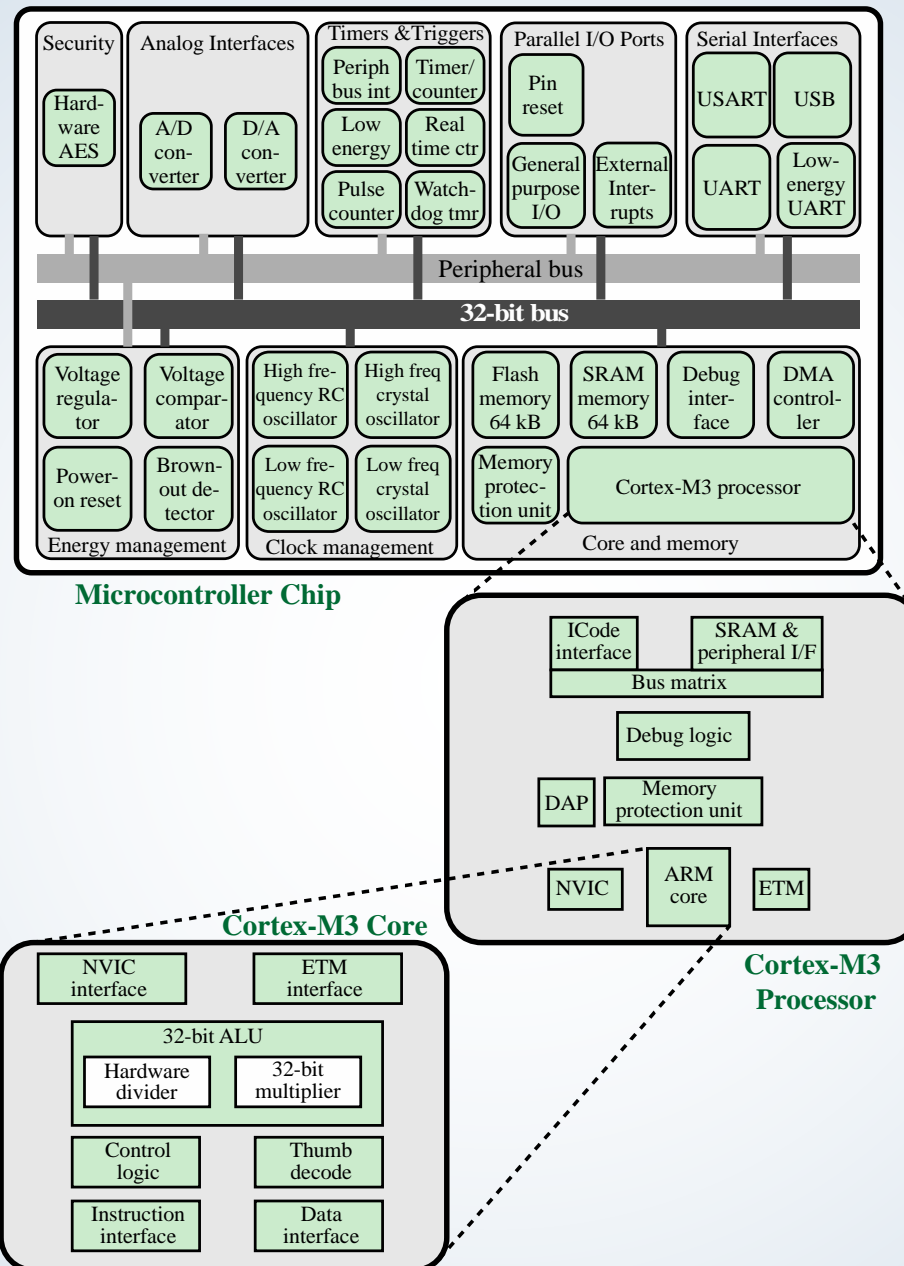 Security
Analog Interfaces
Timers &Triggers
Parallel I/O Ports
Serial Interfaces
Hard-
ware
AES
A/D
con-
verter
D/A
con-
verter
Periph
bus int
Timer/
counter
Low
energy
Real
time ctr
Pulse
counter
Watch-
dog tmr
Pin
reset
General
purpose
I/O
External
Inter-
rupts
USART
USB
UART
Low-
energy
UART
Peripheral bus
32-bit bus
Voltage
regula-
tor
Voltage
compar-
ator
Power-
on reset
Brown-
out de-
tector
Energy management
High fre-
quency RC
oscillator
High freq
crystal
oscillator
Low fre-
quency RC
oscillator
Low freq
crystal
oscillator
Clock management
Flash
memory
64 kB
SRAM
memory
64 kB
Debug
inter-
face
DMA
control-
ler
Memory
protec-
tion unit
Cortex-M3 processor
Core and memory
Microcontroller Chip
ICode
interface
SRAM &
peripheral I/F
Bus matrix
Debug logic
DAP
Memory
protection unit
NVIC
ARM
core
ETM
Cortex-M3
Processor
Cortex-M3 Core
NVIC
interface
ETM
interface
32-bit ALU
Hardware
divider
32-bit
multiplier
Control
logic
Thumb
decode
Instruction
interface
Data
interface